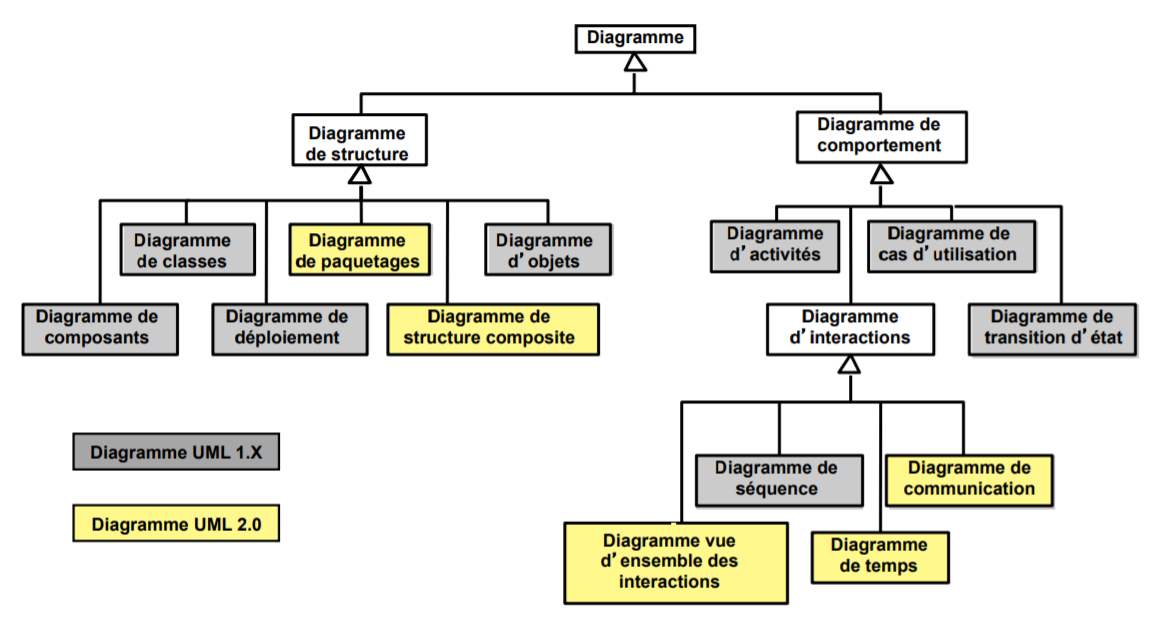 Diagramme
Diagramme
de structure
Diagramme de
comportement
Diagramme
de classes
Diagramme
de paquetages
Diagramme
d’objets
Diagramme
d’activités
Diagramme de
cas d’utilisation
Diagramme de
composants
Diagramme de
déploiement
Diagramme de
structure composite
Diagramme
d’interactions
Diagramme de
transition d’état
Diagramme UML 1.X
Diagramme de
séquence
Diagramme de
communication
Diagramme UML 2.0
Diagramme vue
d’ensemble des
interactions
Diagramme
de temps